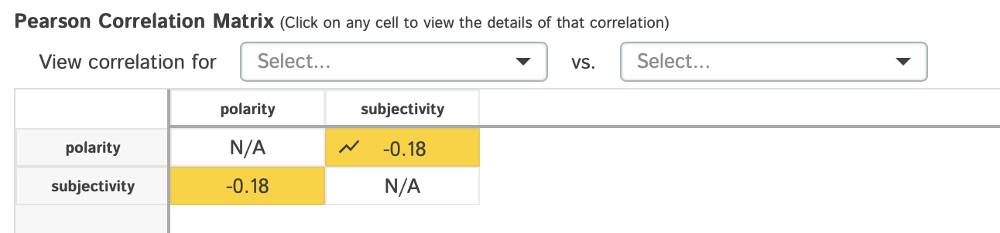 Pearson Correlation Matrix (Click on any cell to view the details of that correlation)
View correlation for Select... vs. Select...
polarity subjectivity
polarity N/A -0.18
subjectivity -0.18 N/A